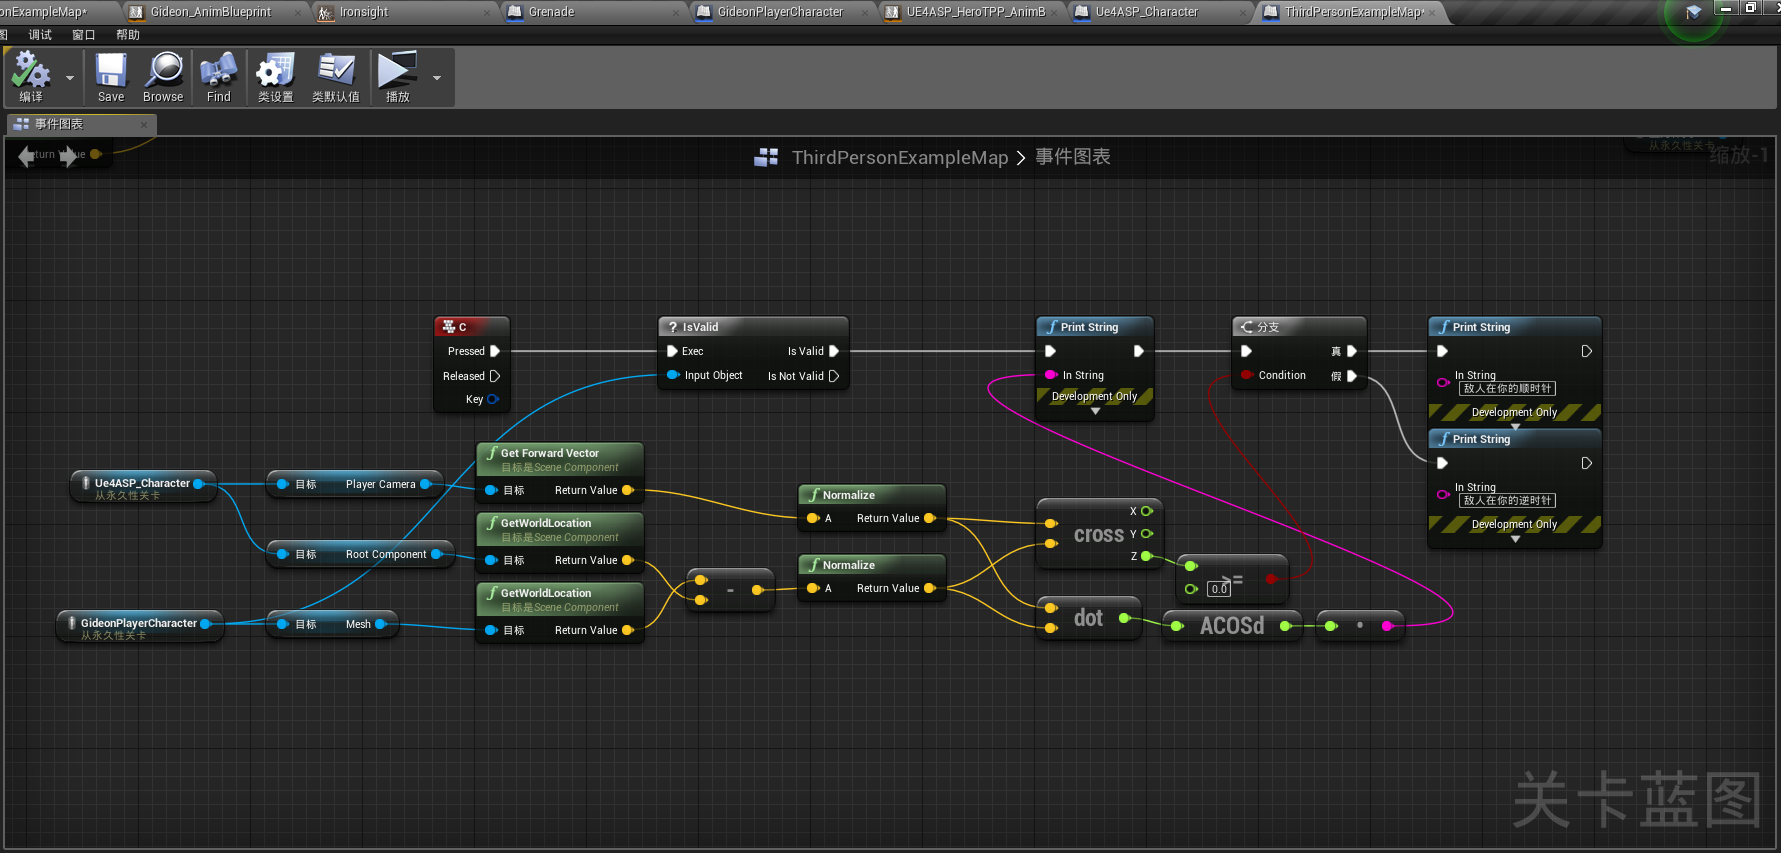 onExampleMap*
Gideon_AnimBlueprint
Ironsight
Grenade
GideonPlayerCharacter
UE4ASP_HeroTPP_AnimB
Ue4ASP_Character
ThirdPersonExampleMap*
图 调试 窗口 帮助
编译
Save
Browse
Find
类设置
类默认值
播放
事件图表
eturn Value
ThirdPersonExampleMap > 事件图表
从永久性关卡
缩放-1
C
Pressed
Released
Key
? IsValid
Exec Is Valid
Input Object Is Not Valid
f Print String
In String
Development Only
分支
真
Condition 假
f Print String
In String
敌人在你的顺时针
Development Only
f Print String
In String
敌人在你的逆时针
Development Only
Ue4ASP_Character
从永久性关卡
目标 Player Camera
目标 Root Component
GideonPlayerCharacter
从永久性关卡
目标 Mesh
f Get Forward Vector
目标是Scene Component
目标 Return Value
f GetWorldLocation
目标是Scene Component
目标 Return Value
f GetWorldLocation
目标是Scene Component
目标 Return Value
-
f Normalize
A Return Value
f Normalize
A Return Value
cross
X
Y
Z
>=
0.0
dot
ACOSd
•
关卡蓝图